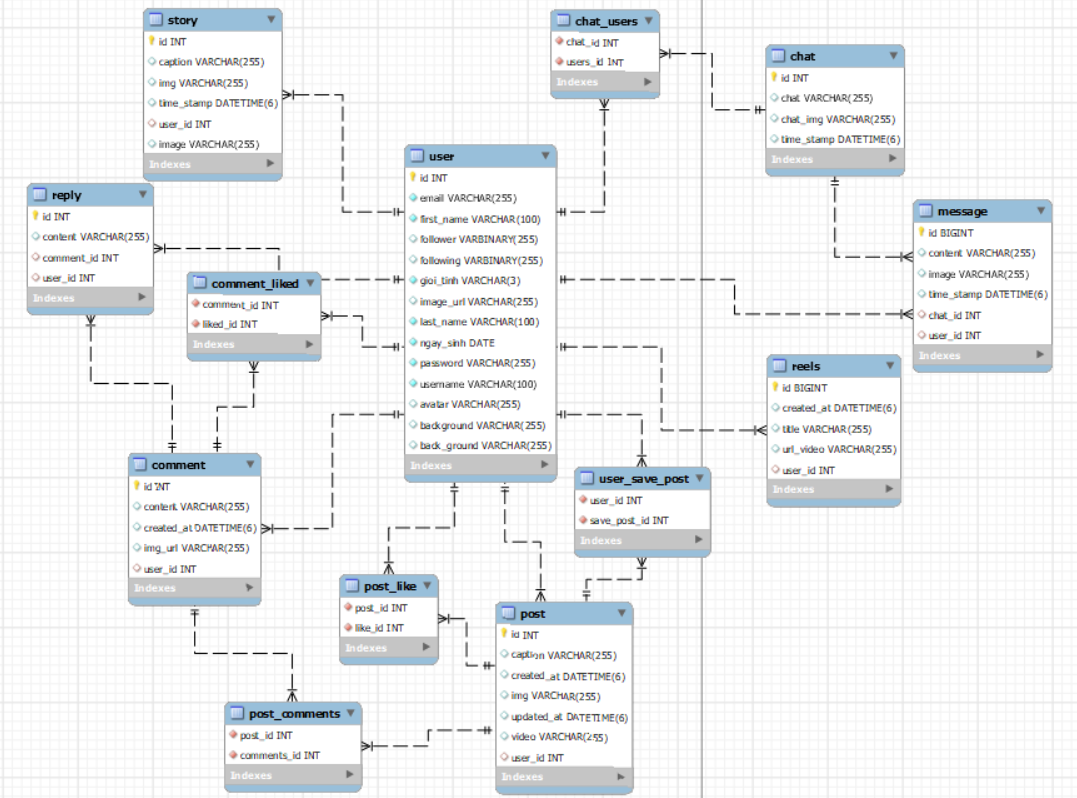 story
id INT
caption VARCHAR(255)
img VARCHAR(255)
time_stamp DATETIME(6)
user_id INT
image VARCHAR(255)
Indexes
chat_users
chat_id INT
users_id INT
Indexes
chat
id INT
chat VARCHAR(255)
chat_img VARCHAR(255)
time_stamp DATETIME(6)
Indexes
user
id INT
email VARCHAR(255)
first_name VARCHAR(100)
follower VARBINARY(255)
following VARBINARY(255)
gioi_tinh VARCHAR(3)
image_url VARCHAR(255)
last_name VARCHAR(100)
ngay_sinh DATE
password VARCHAR(255)
username VARCHAR(100)
avatar VARCHAR(255)
background VARCHAR(255)
back_ground VARCHAR(255)
Indexes
reply
id INT
content VARCHAR(255)
comment_id INT
user_id INT
Indexes
message
id BIGINT
content VARCHAR(255)
image VARCHAR(255)
time_stamp DATETIME(6)
chat_id INT
user_id INT
Indexes
comment_liked
comment_id INT
liked_id INT
Indexes
reels
id BIGINT
created_at DATETIME(6)
title VARCHAR(255)
url_video VARCHAR(255)
user_id INT
Indexes
comment
id INT
content VARCHAR(255)
created_at DATETIME(6)
img_url VARCHAR(255)
user_id INT
Indexes
user_save_post
user_id INT
save_post_id INT
Indexes
post_like
post_id INT
like_id INT
Indexes
post
id INT
caption VARCHAR(255)
created_at DATETIME(6)
img VARCHAR(255)
updated_at DATETIME(6)
video VARCHAR(255)
user_id INT
Indexes
post_comments
post_id INT
comments_id INT
Indexes